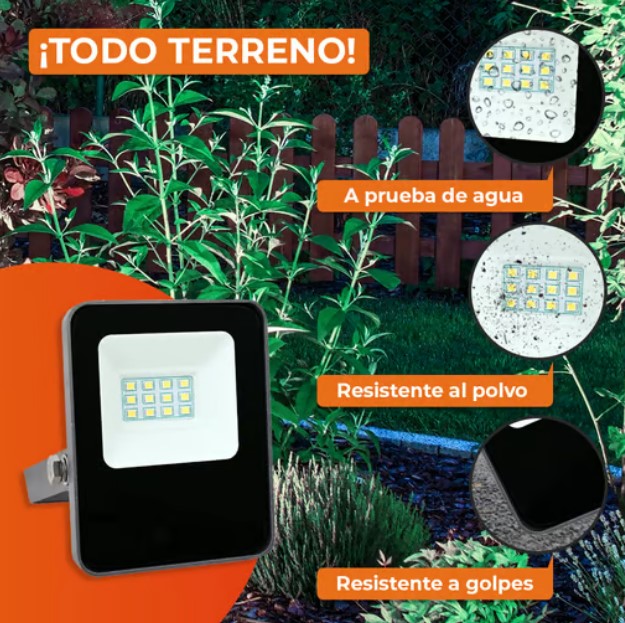 ¡TODO TERRENO!
A prueba de agua
Resistente al polvo
Resistente a golpes